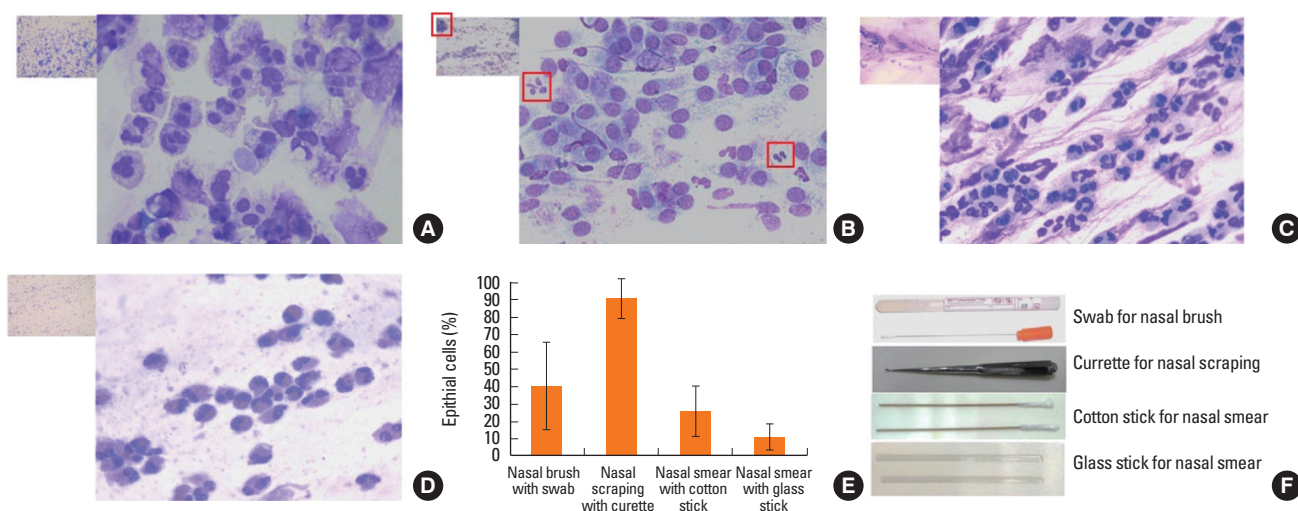 A
B
C
D
Epithial cells (%)
100
90
80
70
60
50
40
30
20
10
0
Nasal brush
with swab
Nasal
scraping
with curette
Nasal smear
with cotton
stick
Nasal smear
with glass
stick
E
Swab for nasal brush
Currette for nasal scraping
Cotton stick for nasal smear
Glass stick for nasal smear
F